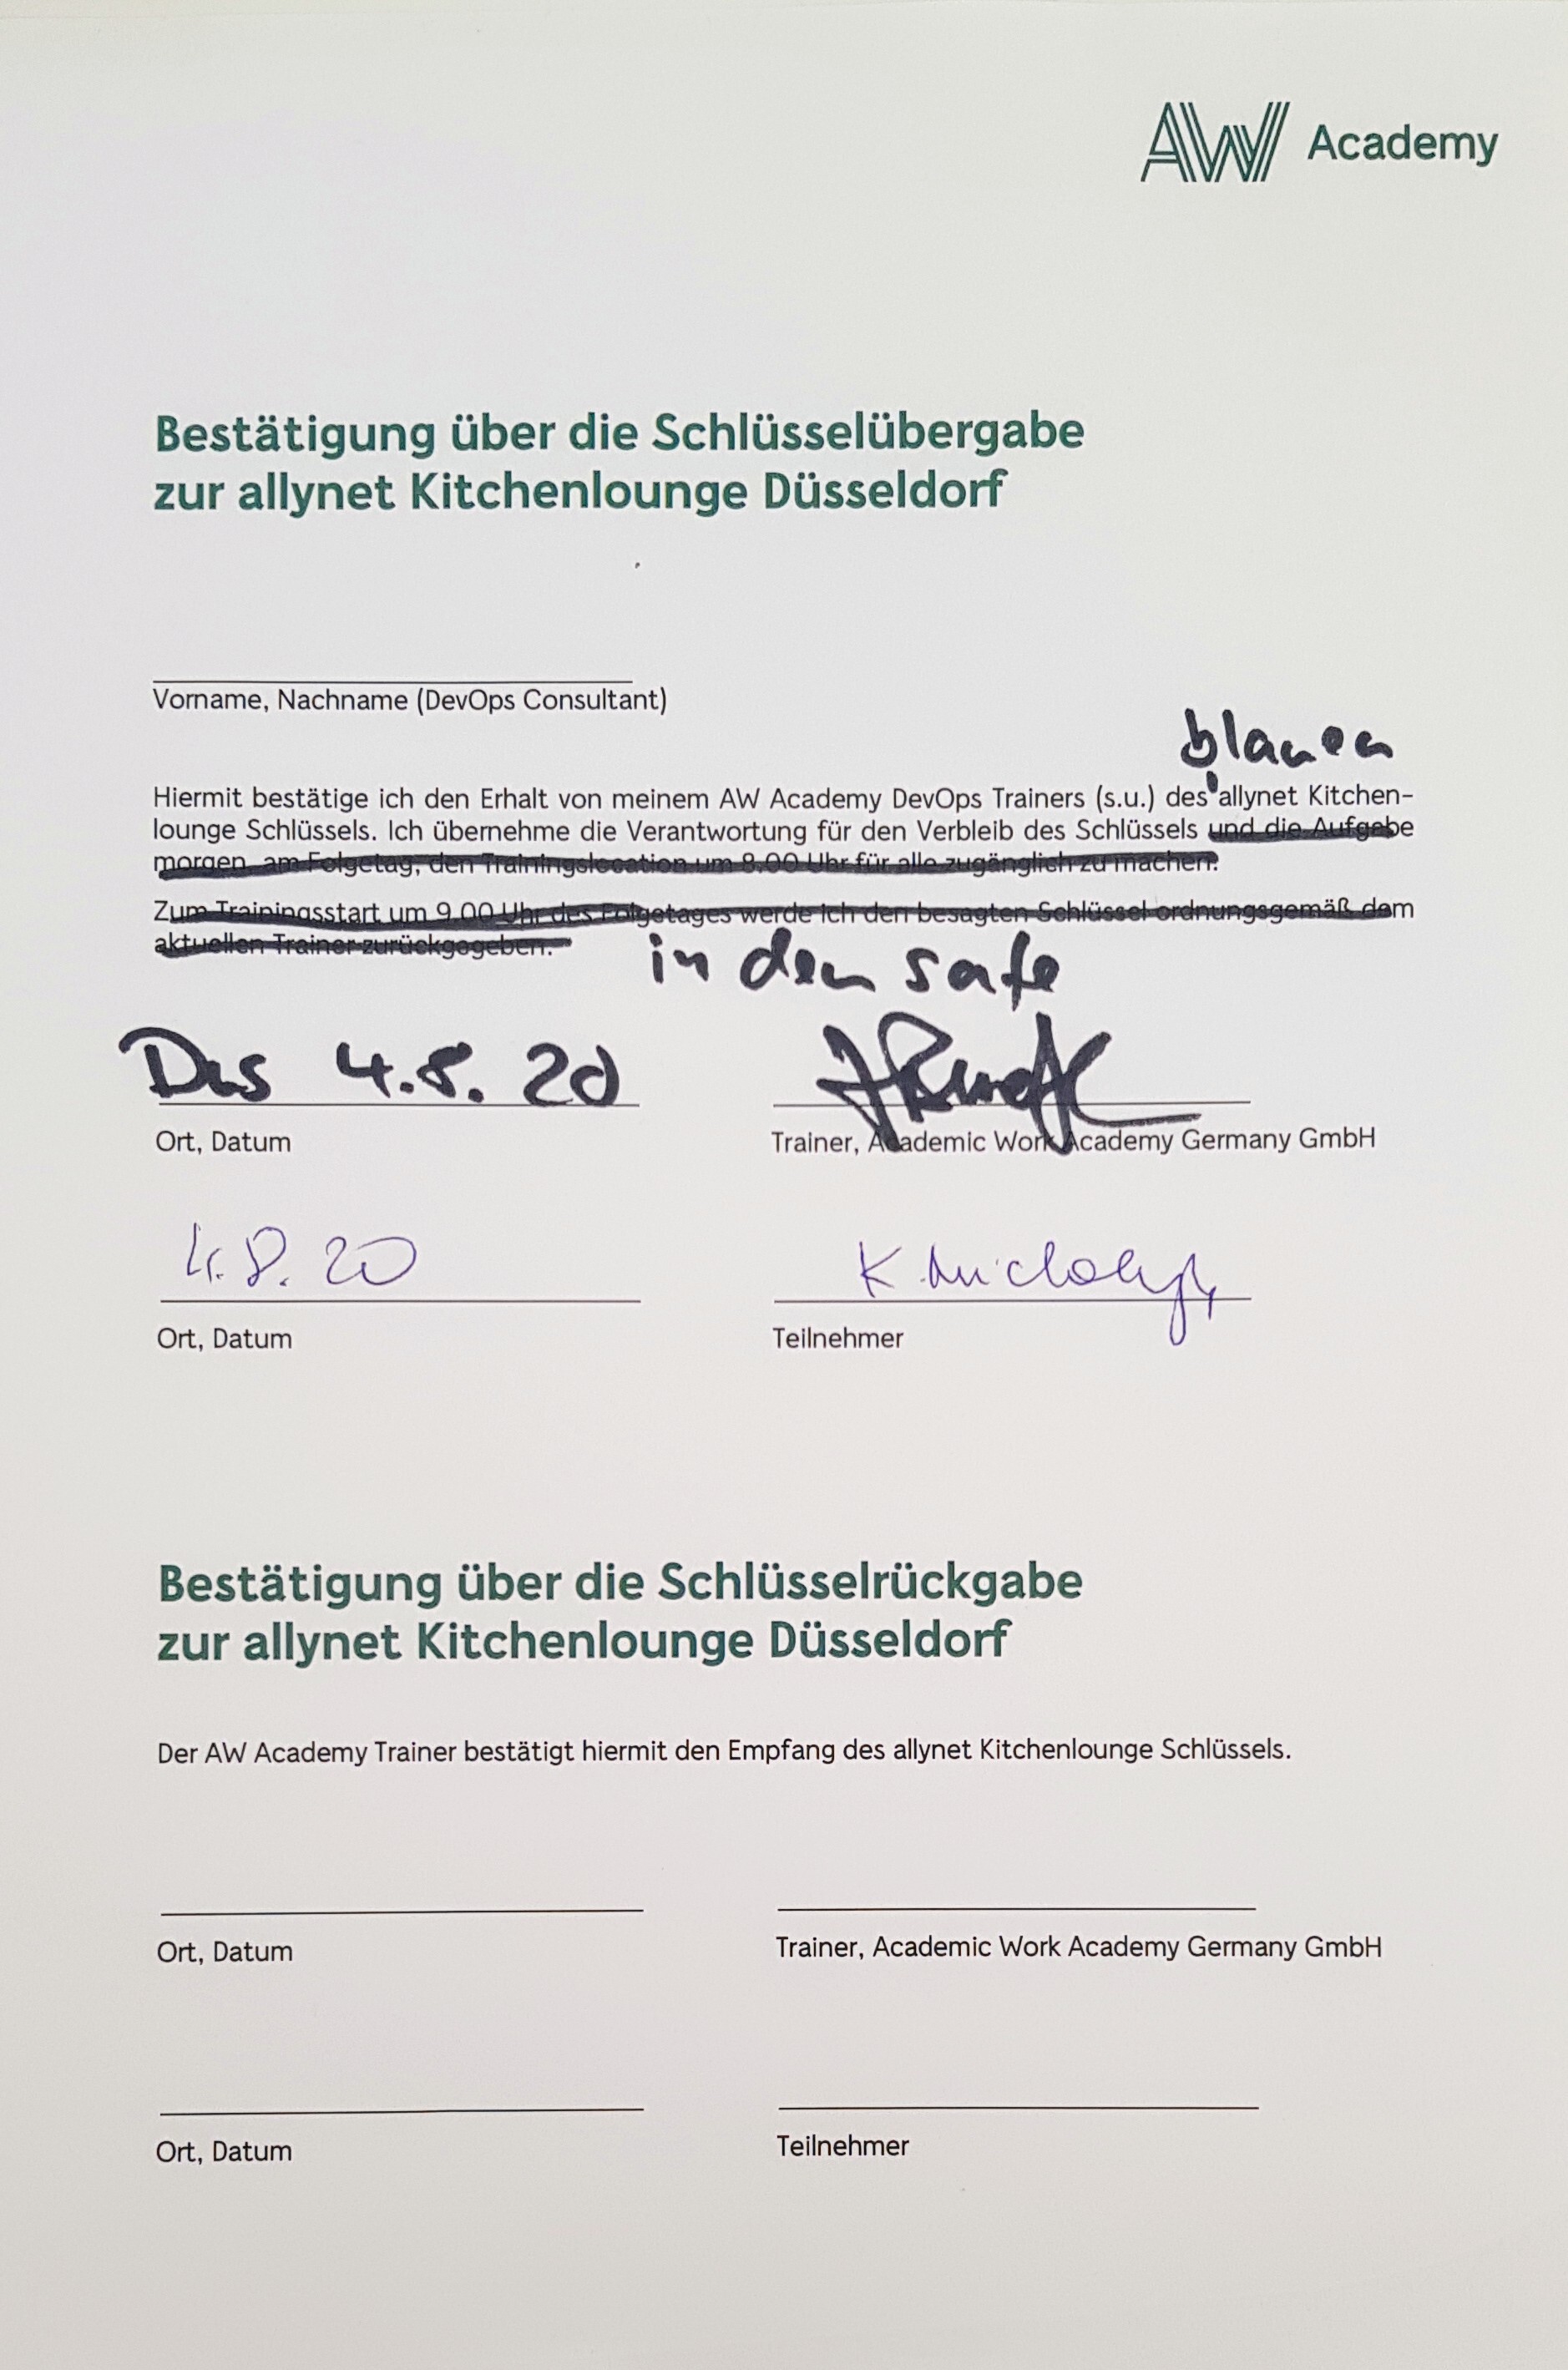 AW Academy
Bestätigung über die Schlüsselübergabe
zur allynet Kitchenlounge Düsseldorf
Vorname, Nachname (DevOps Consultant)
blauen
Hiermit bestätige ich den Erhalt von meinem AW Academy DevOps Trainers (s.u.) des allynet Kitchen-
lounge Schlüssels. Ich übernehme die Verantwortung für den Verbleib des Schlüssels und die Aufgabe
morgen, am Folgetag, den Trainingslocation um 8.00 Uhr für alle zugänglich zu machen.
Zum Trainingsstart um 9.00 Uhr des Folgetages werde ich den besagten Schlüssel ordnungsgemäß dem
aktuellen Trainer zurückgegeben.
in den safe
Dus 4.8.20
Ort, Datum
Trainer, Academic Work Academy Germany GmbH
4.8.20
K
Ort, Datum
Teilnehmer
Bestätigung über die Schlüsselrückgabe
zur allynet Kitchenlounge Düsseldorf
Der AW Academy Trainer bestätigt hiermit den Empfang des allynet Kitchenlounge Schlüssels.
Ort, Datum
Trainer, Academic Work Academy Germany GmbH
Ort, Datum
Teilnehmer